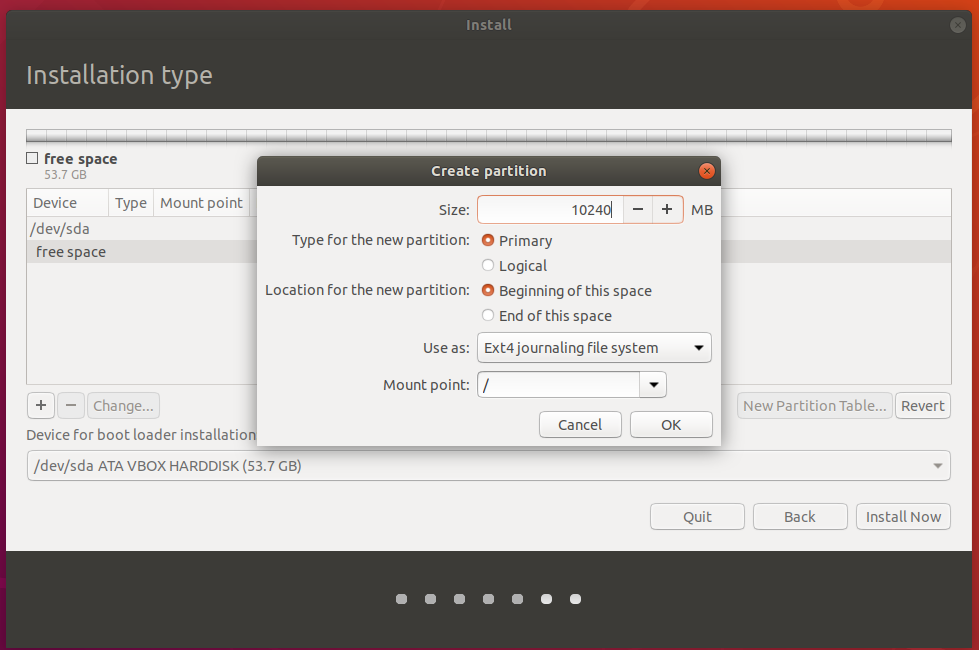 Install
Installation type
free space
53.7 GB
Device Type Mount point
/dev/sda
free space
Create partition
Size: 10240 − + MB
Type for the new partition: Primary
Logical
Location for the new partition: Beginning of this space
End of this space
Use as: Ext4 journaling file system
Mount point: /
Cancel OK
+ − Change... New Partition Table... Revert
Device for boot loader installation
/dev/sda ATA VBOX HARDDISK (53.7 GB)
Quit Back Install Now